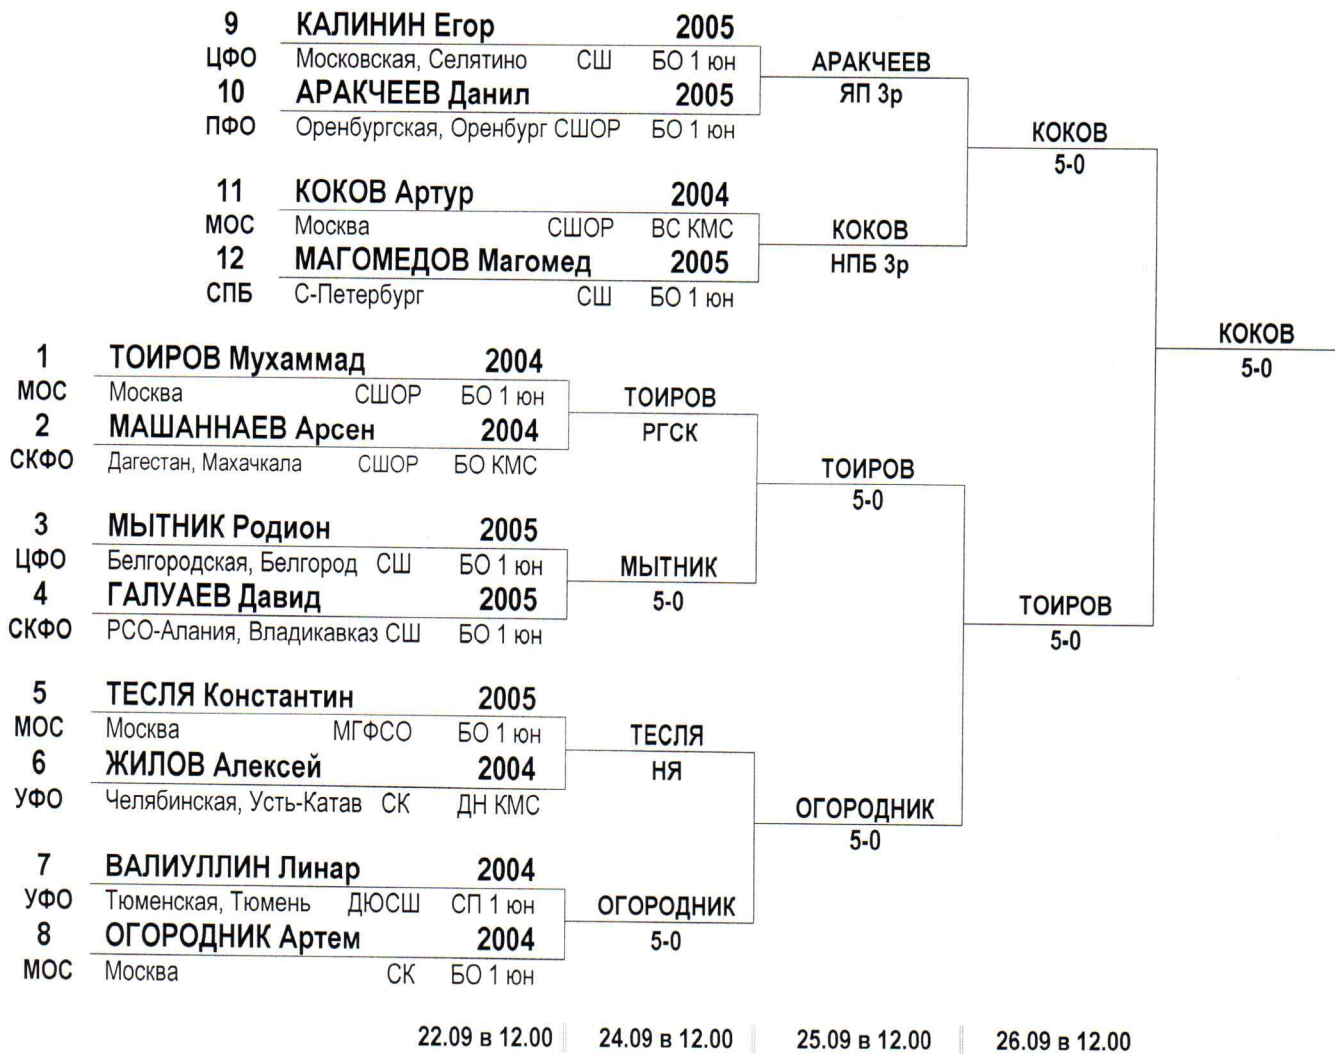 9 КАЛИНИН Егор 2005
ЦФО Московская, Селятино СШ БО 1 юн
АРАКЧЕЕВ
10 АРАКЧЕЕВ Данил 2005
ЯП 3р
ПФО Оренбургская, Оренбург СШОР БО 1 юн
КОКОВ
5-0
11 КОКОВ Артур 2004
МОС Москва СШОР ВС КМС
КОКОВ
12 МАГОМЕДОВ Магомед 2005
НПБ 3р
СПБ С-Петербург СШ БО 1 юн
КОКОВ
5-0
1 ТОИРОВ Мухаммад 2004
МОС Москва СШОР БО 1 юн
ТОИРОВ
2 МАШАННАЕВ Арсен 2004
РГСК
СКФО Дагестан, Махачкала СШОР БО КМС
ТОИРОВ
5-0
3 МЫТНИК Родион 2005
ЦФО Белгородская, Белгород СШ БО 1 юн
МЫТНИК
4 ГАЛУАЕВ Давид 2005
5-0
СКФО РСО-Алания, Владикавказ СШ БО 1 юн
ТОИРОВ
5-0
5 ТЕСЛЯ Константин 2005
МОС Москва МГФСО БО 1 юн
ТЕСЛЯ
6 ЖИЛОВ Алексей 2004
НЯ
УФО Челябинская, Усть-Катав СК ДН КМС
ОГОРОДНИК
5-0
7 ВАЛИУЛЛИН Линар 2004
УФО Тюменская, Тюмень ДЮСШ СП 1 юн
ОГОРОДНИК
8 ОГОРОДНИК Артем 2004
5-0
МОС Москва СК БО 1 юн
22.09 в 12.00 24.09 в 12.00 25.09 в 12.00 26.09 в 12.00